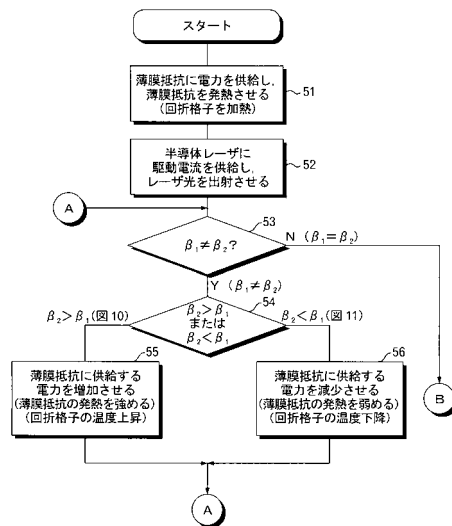 スタート
薄膜抵抗に電力を供給し,
薄膜抵抗を発熱させる
(回折格子を加熱)
51
半導体レーザに
駆動電流を供給し,
レーザ光を出射させる
52
A
53
β₁≠β₂?
N (β₁=β₂)
Y (β₁≠β₂)
54
β₂>β₁
または
β₂<β₁
β₂>β₁(図10)
β₂<β₁(図11)
55
薄膜抵抗に供給する
電力を増加させる
(薄膜抵抗の発熱を強める)
(回折格子の温度上昇)
56
薄膜抵抗に供給する
電力を減少させる
(薄膜抵抗の発熱を弱める)
(回折格子の温度下降)
B
A